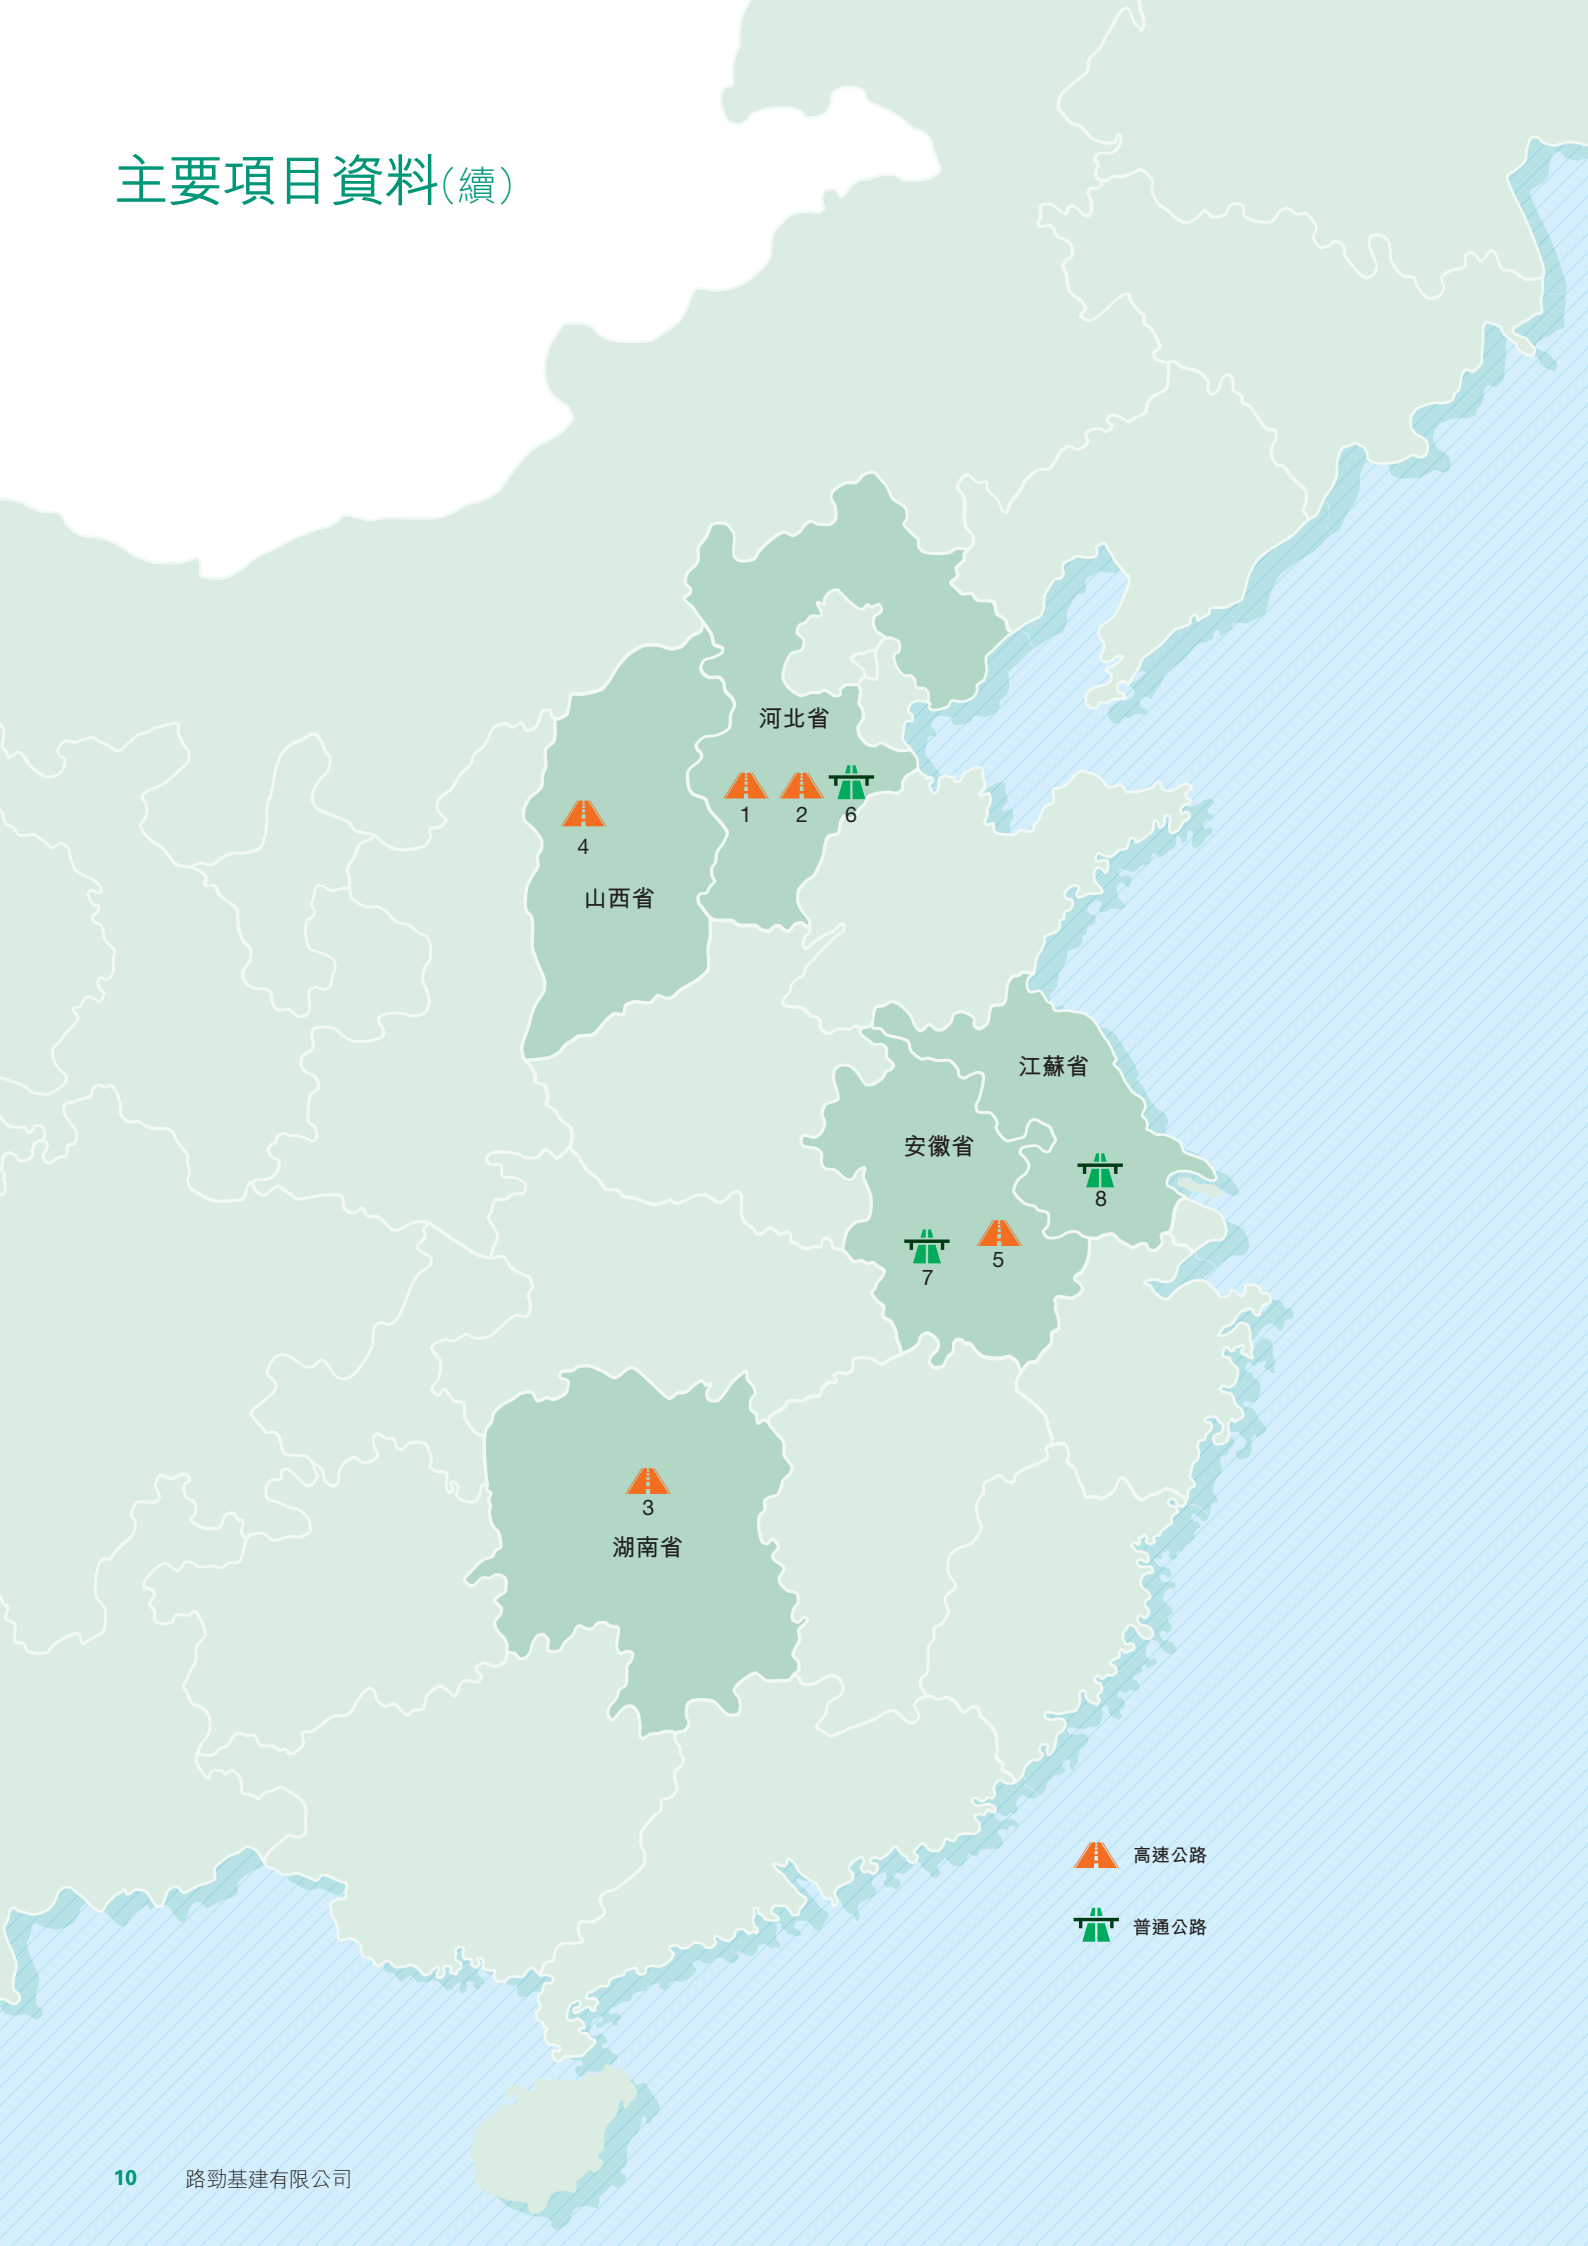 主要項目資料(續)
河北省
1
2
6
4
山西省
江蘇省
安徽省
8
5
7
3
湖南省
高速公路
普通公路
10 路勁基建有限公司